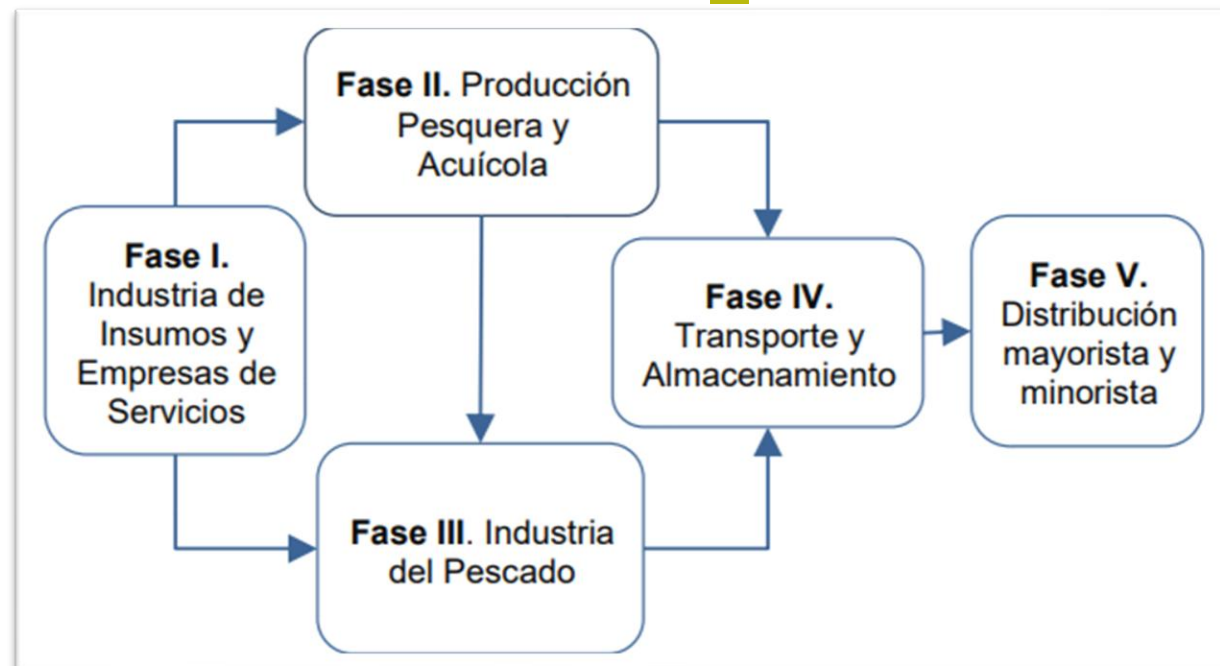 Fase I.
Industria de
Insumos y
Empresas de
Servicios
Fase II. Producción
Pesquera y
Acuícola
Fase III. Industria
del Pescado
Fase IV.
Transporte y
Almacenamiento
Fase V.
Distribución
mayorista y
minorista